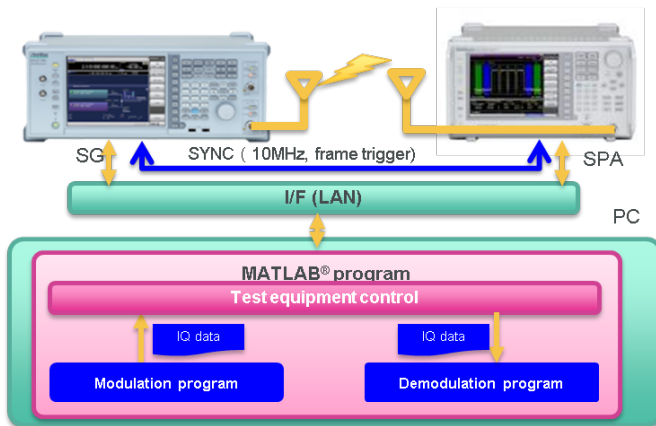 SG
SYNC ( 10MHz, frame trigger)
SPA
I/F (LAN)
PC
MATLAB® program
Test equipment control
IQ data
IQ data
Modulation program
Demodulation program